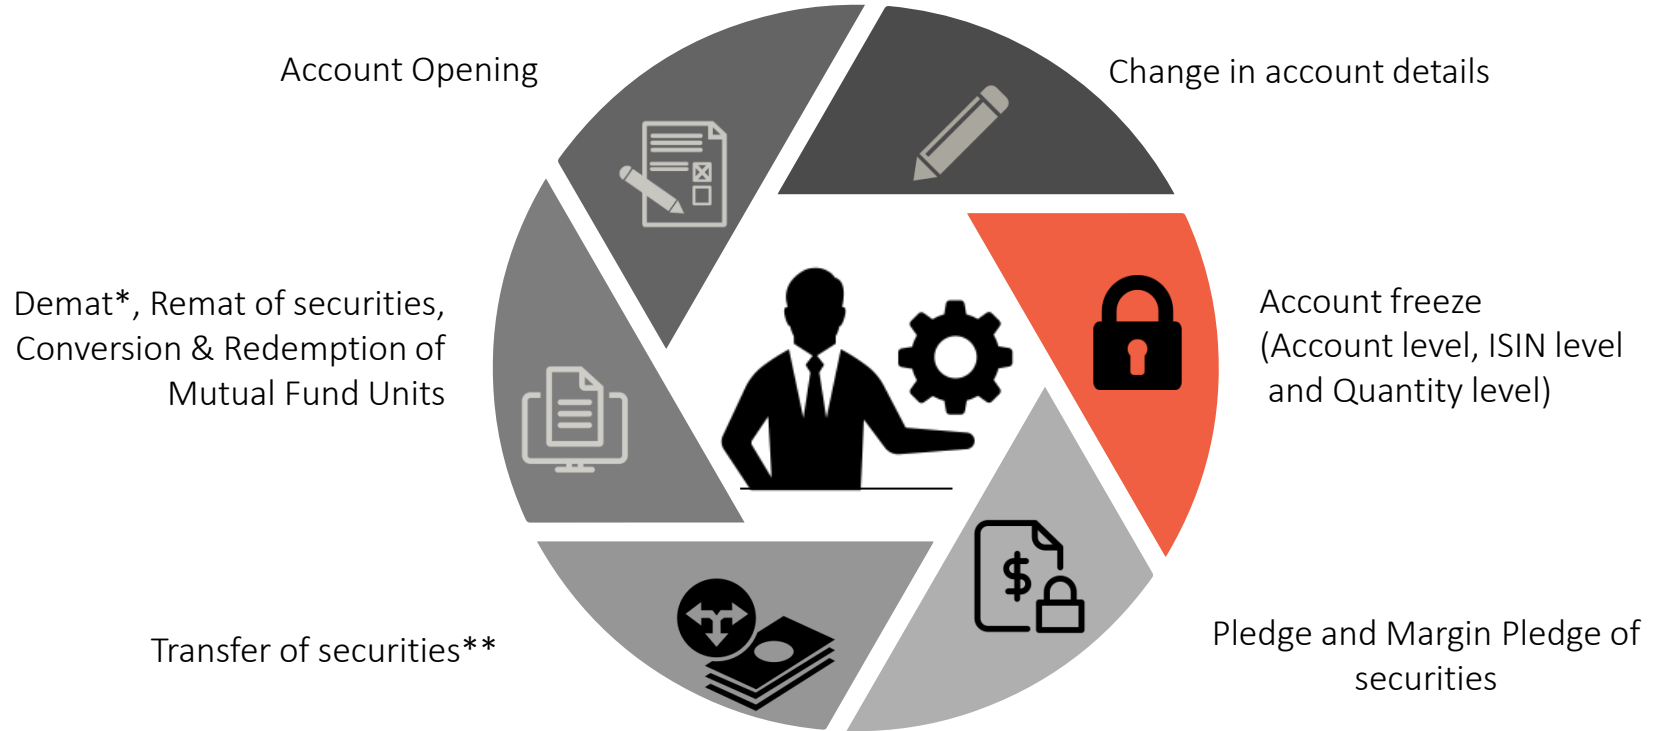 Account Opening
Change in account details
Demat*, Remat of securities,
Conversion & Redemption of
Mutual Fund Units
Account freeze
(Account level, ISIN level
and Quantity level)
Transfer of securities**
Pledge and Margin Pledge of
securities
$